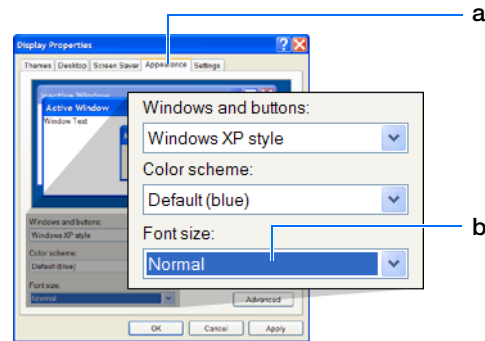 a
Display Properties
Themes Desktop Screen Saver Appearance Settings
Inactive Window
Active Window
Window Text
Windows and buttons:
Windows XP style
Color scheme:
Default (blue)
Font size:
Normal
b
Windows and buttons:
Windows XP style
Color scheme:
Default (blue)
Font size:
Normal
Advanced
OK Cancel Apply